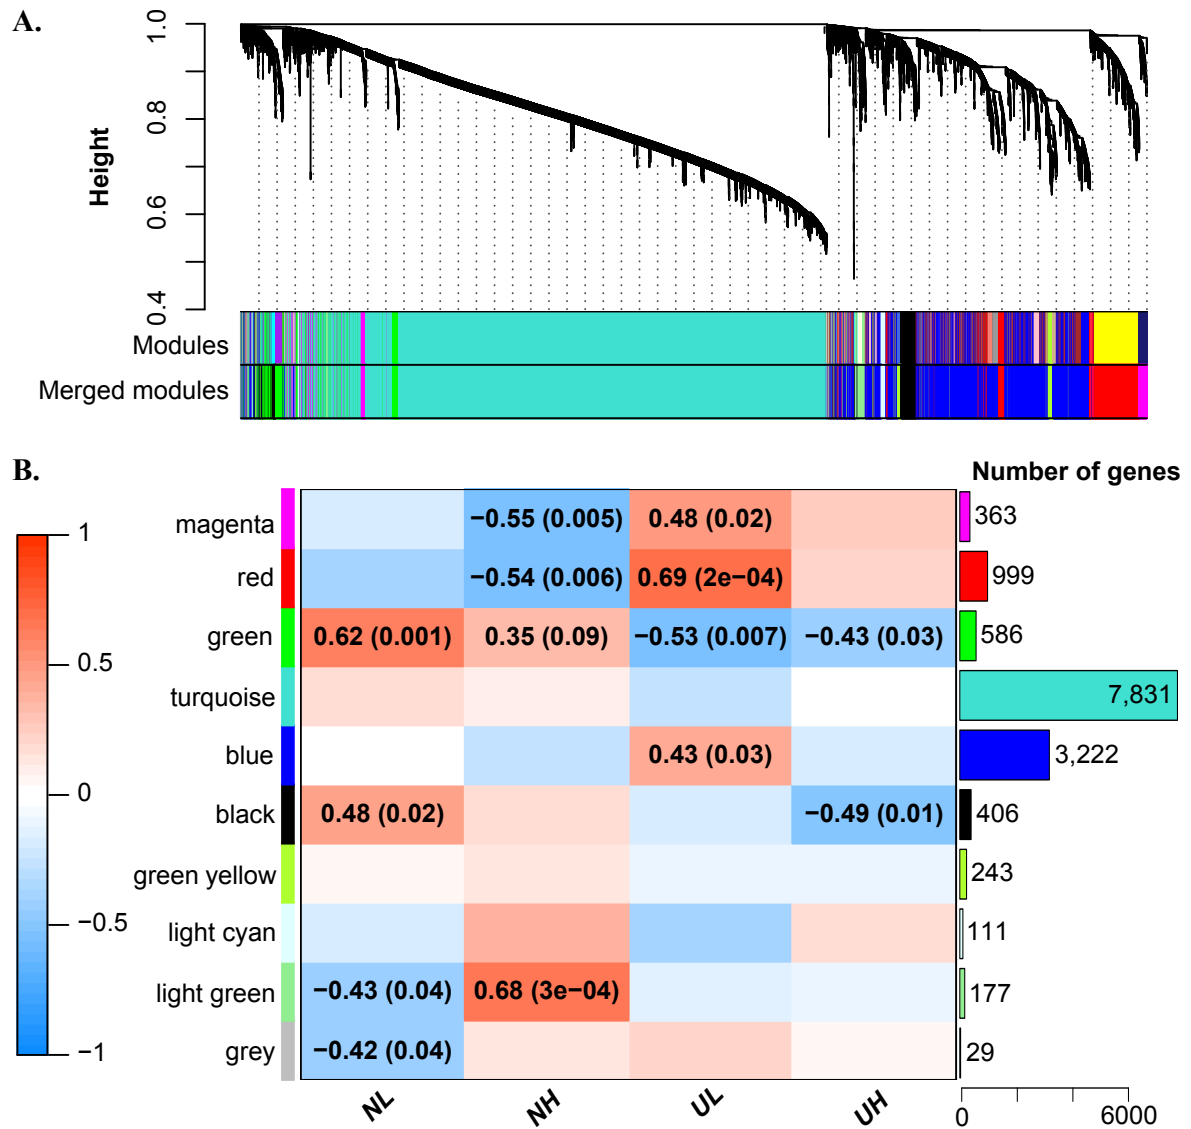 A.
Height
1.0
0.8
0.6
0.4
Modules
Merged modules
B.
Number of genes
1
0.5
0
−0.5
−1
magenta −0.55 (0.005) 0.48 (0.02) 363
red −0.54 (0.006) 0.69 (2e−04) 999
green 0.62 (0.001) 0.35 (0.09) −0.53 (0.007) −0.43 (0.03) 586
turquoise 7,831
blue 0.43 (0.03) 3,222
black 0.48 (0.02) −0.49 (0.01) 406
green yellow 243
light cyan 111
light green −0.43 (0.04) 0.68 (3e−04) 177
grey −0.42 (0.04) 29
NL NH UL UH
0 6000